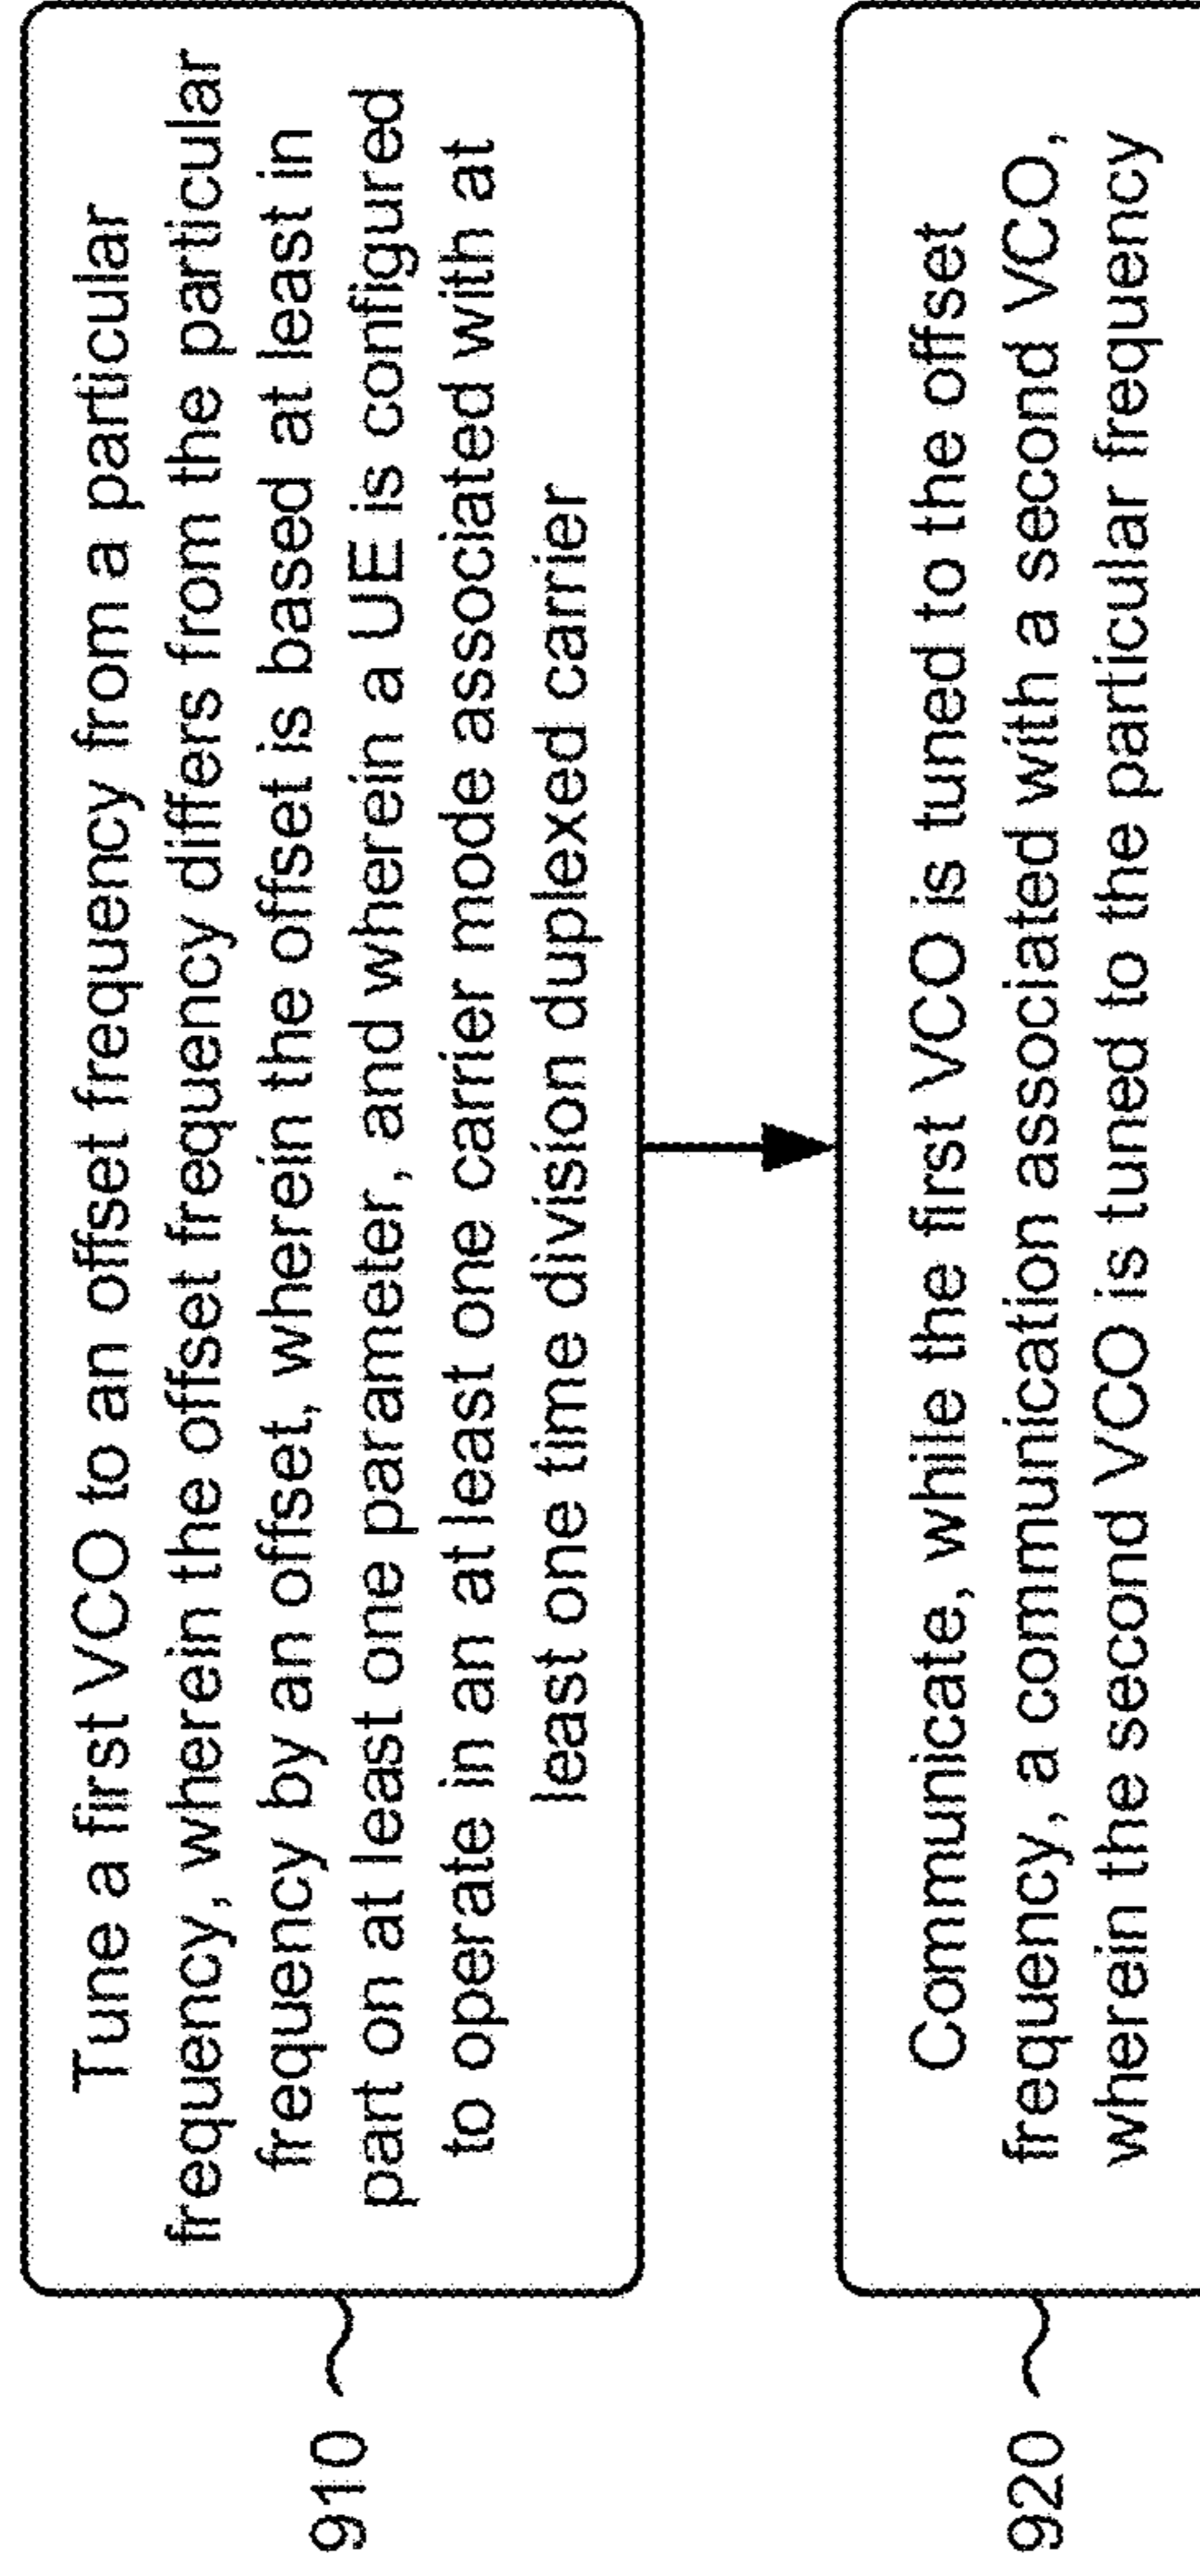 910
Tune a first VCO to an offset frequency from a particular
frequency, wherein the offset frequency differs from the particular
frequency by an offset, wherein the offset is based at least in
part on at least one parameter, and wherein a UE is configured
to operate in an at least one carrier mode associated with at
least one time division duplexed carrier
920
Communicate, while the first VCO is tuned to the offset
frequency, a communication associated with a second VCO,
wherein the second VCO is tuned to the particular frequency